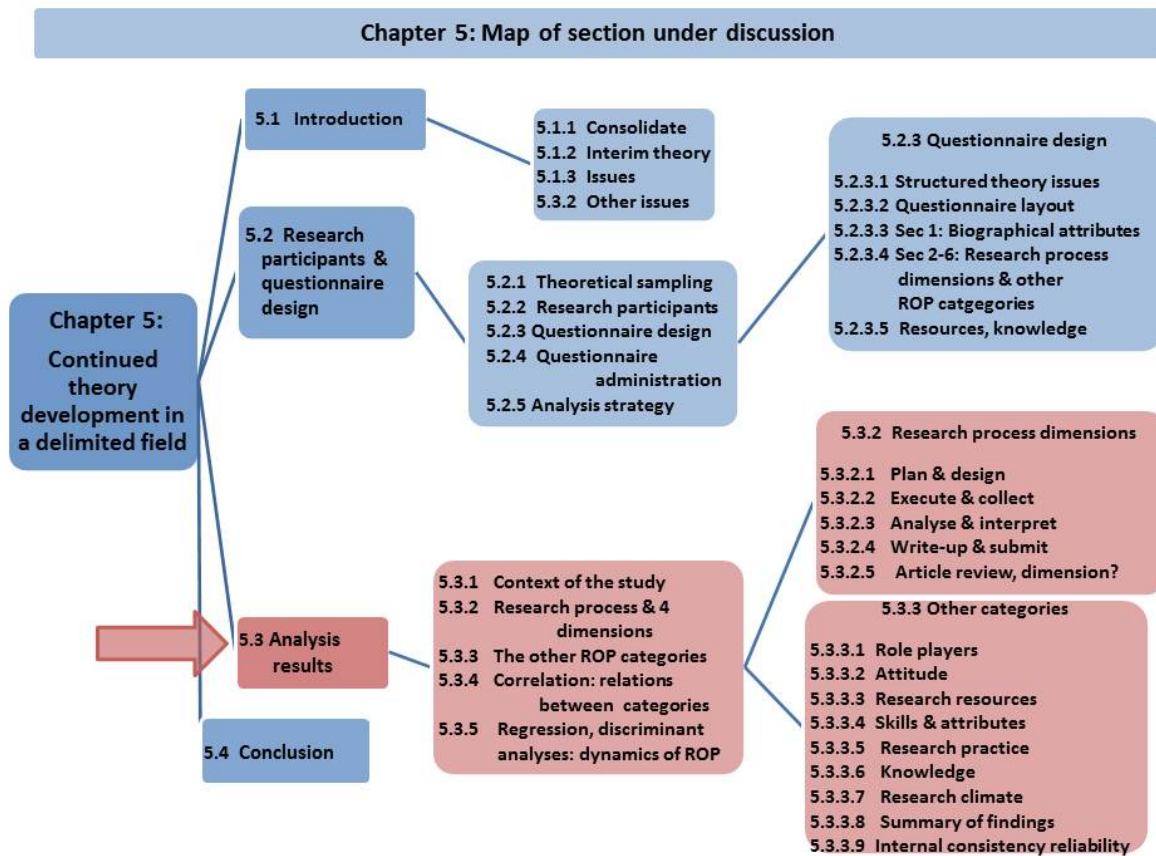 Chapter 5: Map of section under discussion
Chapter 5:
Continued
theory
development in
a delimited field
5.1 Introduction
5.1.1 Consolidate
5.1.2 Interim theory
5.1.3 Issues
5.3.2 Other issues
5.2 Research
participants &
questionnaire
design
5.2.1 Theoretical sampling
5.2.2 Research participants
5.2.3 Questionnaire design
5.2.4 Questionnaire
administration
5.2.5 Analysis strategy
5.2.3 Questionnaire design
5.2.3.1 Structured theory issues
5.2.3.2 Questionnaire layout
5.2.3.3 Sec 1: Biographical attributes
5.2.3.4 Sec 2-6: Research process
dimensions & other
ROP catgegories
5.2.3.5 Resources, knowledge
5.3 Analysis
results
5.3.1 Context of the study
5.3.2 Research process & 4
dimensions
5.3.3 The other ROP categories
5.3.4 Correlation: relations
between categories
5.3.5 Regression, discriminant
analyses: dynamics of ROP
5.3.2 Research process dimensions
5.3.2.1 Plan & design
5.3.2.2 Execute & collect
5.3.2.3 Analyse & interpret
5.3.2.4 Write-up & submit
5.3.2.5 Article review, dimension?
5.3.3 Other categories
5.3.3.1 Role players
5.3.3.2 Attitude
5.3.3.3 Research resources
5.3.3.4 Skills & attributes
5.3.3.5 Research practice
5.3.3.6 Knowledge
5.3.3.7 Research climate
5.3.3.8 Summary of findings
5.3.3.9 Internal consistency reliability
5.4 Conclusion